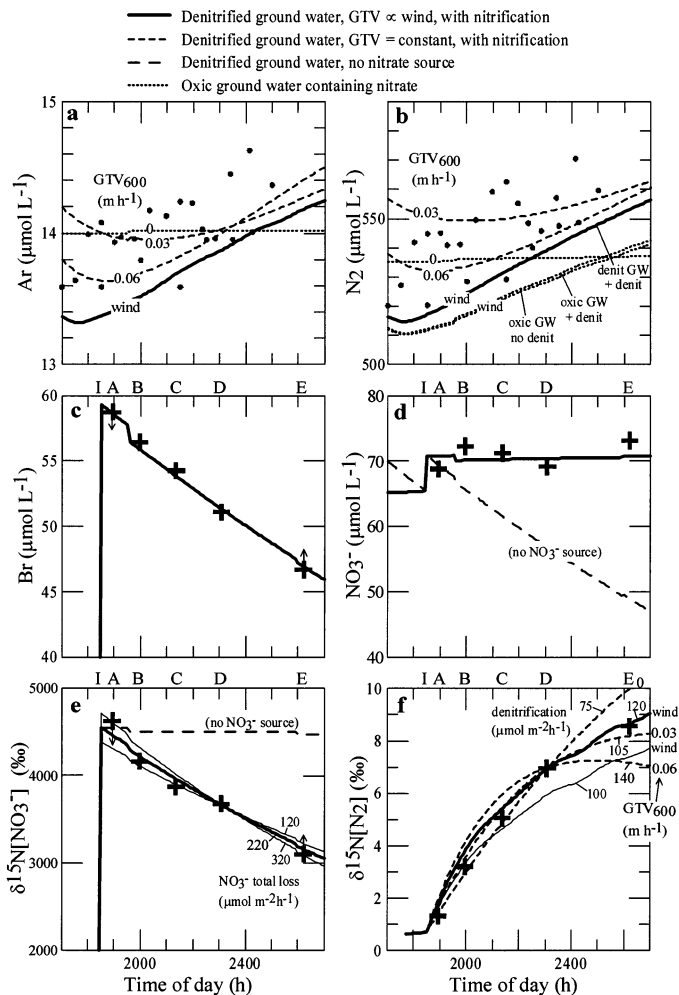 Denitrified ground water, GTV ∝ wind, with nitrification
Denitrified ground water, GTV = constant, with nitrification
Denitrified ground water, no nitrate source
Oxic ground water containing nitrate
a
15
14
13
Ar (μmol L-1)
GTV600
(m h-1)
0
0.03
0.06
wind
b
550
500
N2 (μmol L-1)
GTV600
(m h-1)
0.03
0
0.06
wind
wind
denit GW
+ denit
oxic GW
+ denit
oxic GW
no denit
I A B C D E
c
60
55
50
45
40
Br (μmol L-1)
I A B C D E
d
80
70
60
50
40
NO3- (μmol L-1)
(no NO3- source)
I A B C D E
e
5000
4000
3000
2000
δ15N[NO3-] (‰)
(no NO3- source)
120
220
320
NO3- total loss
(μmol m-2h-1)
2000 2400
Time of day (h)
I A B C D E
f
10
8
6
4
2
0
δ15N[N2] (‰)
denitrification
(μmol m-2h-1)
75
0
120
wind
0.03
105
wind
0.06
140
100
GTV600
(m h-1)
2000 2400
Time of day (h)